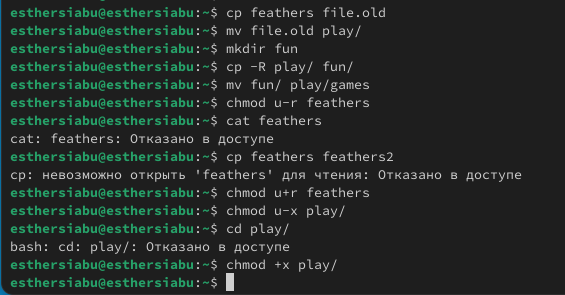 esthersiabu@esthersiabu:~$ cp feathers file.old
esthersiabu@esthersiabu:~$ mv file.old play/
esthersiabu@esthersiabu:~$ mkdir fun
esthersiabu@esthersiabu:~$ cp -R play/ fun/
esthersiabu@esthersiabu:~$ mv fun/ play/games
esthersiabu@esthersiabu:~$ chmod u-r feathers
esthersiabu@esthersiabu:~$ cat feathers
cat: feathers: Отказано в доступе
esthersiabu@esthersiabu:~$ cp feathers feathers2
cp: невозможно открыть 'feathers' для чтения: Отказано в доступе
esthersiabu@esthersiabu:~$ chmod u+r feathers
esthersiabu@esthersiabu:~$ chmod u-x play/
esthersiabu@esthersiabu:~$ cd play/
bash: cd: play/: Отказано в доступе
esthersiabu@esthersiabu:~$ chmod +x play/
esthersiabu@esthersiabu:~$